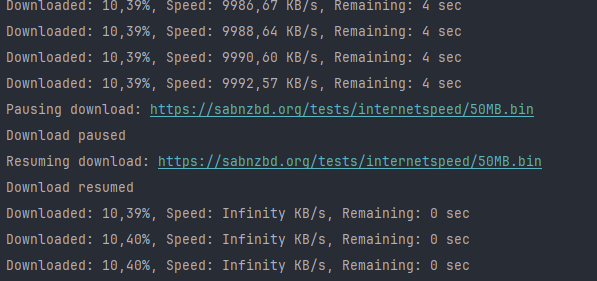 Downloaded: 10,39%, Speed: 9986,67 KB/s, Remaining: 4 sec
Downloaded: 10,39%, Speed: 9988,64 KB/s, Remaining: 4 sec
Downloaded: 10,39%, Speed: 9990,60 KB/s, Remaining: 4 sec
Downloaded: 10,39%, Speed: 9992,57 KB/s, Remaining: 4 sec
Pausing download: https://sabnzbd.org/tests/internetspeed/50MB.bin
Download paused
Resuming download: https://sabnzbd.org/tests/internetspeed/50MB.bin
Download resumed
Downloaded: 10,39%, Speed: Infinity KB/s, Remaining: 0 sec
Downloaded: 10,40%, Speed: Infinity KB/s, Remaining: 0 sec
Downloaded: 10,40%, Speed: Infinity KB/s, Remaining: 0 sec